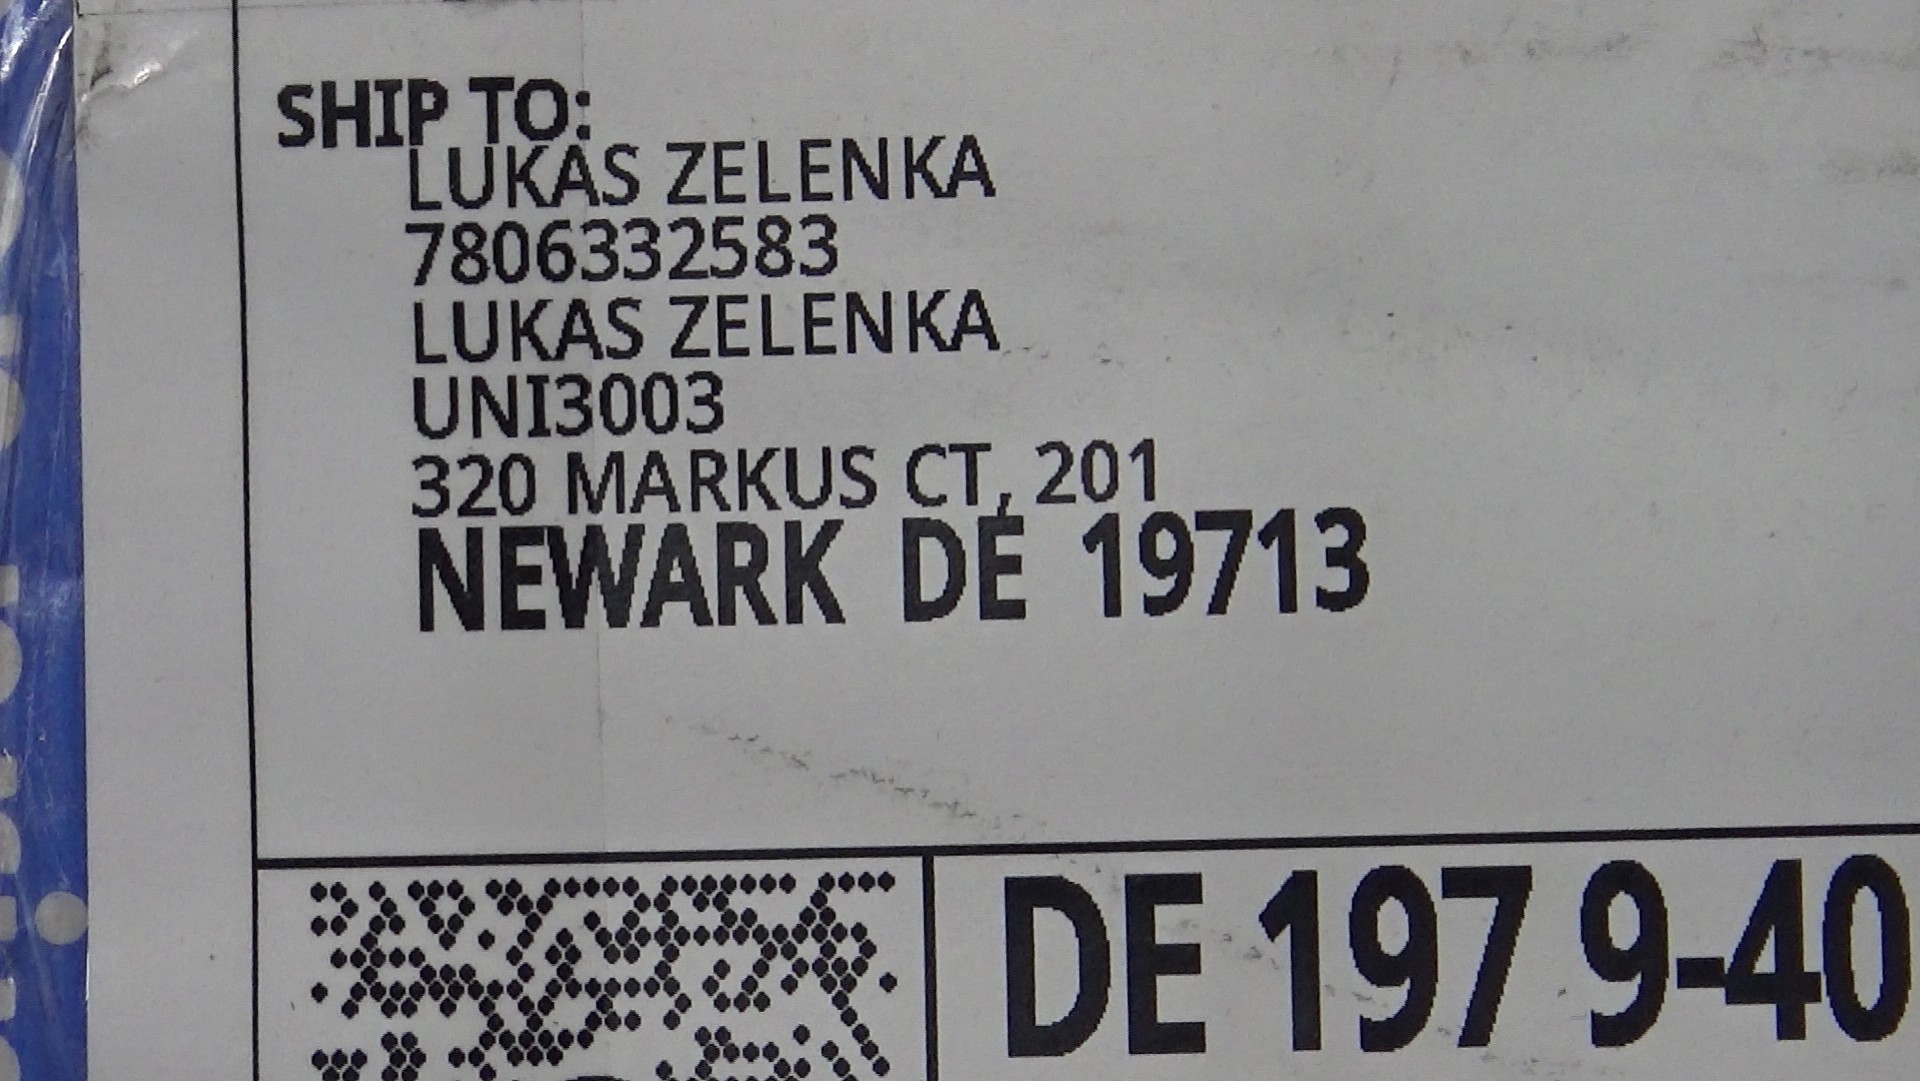 SHIP TO:
LUKAS ZELENKA
7806332583
LUKAS ZELENKA
UNI3003
320 MARKUS CT, 201
NEWARK DE 19713
DE 197 9-40